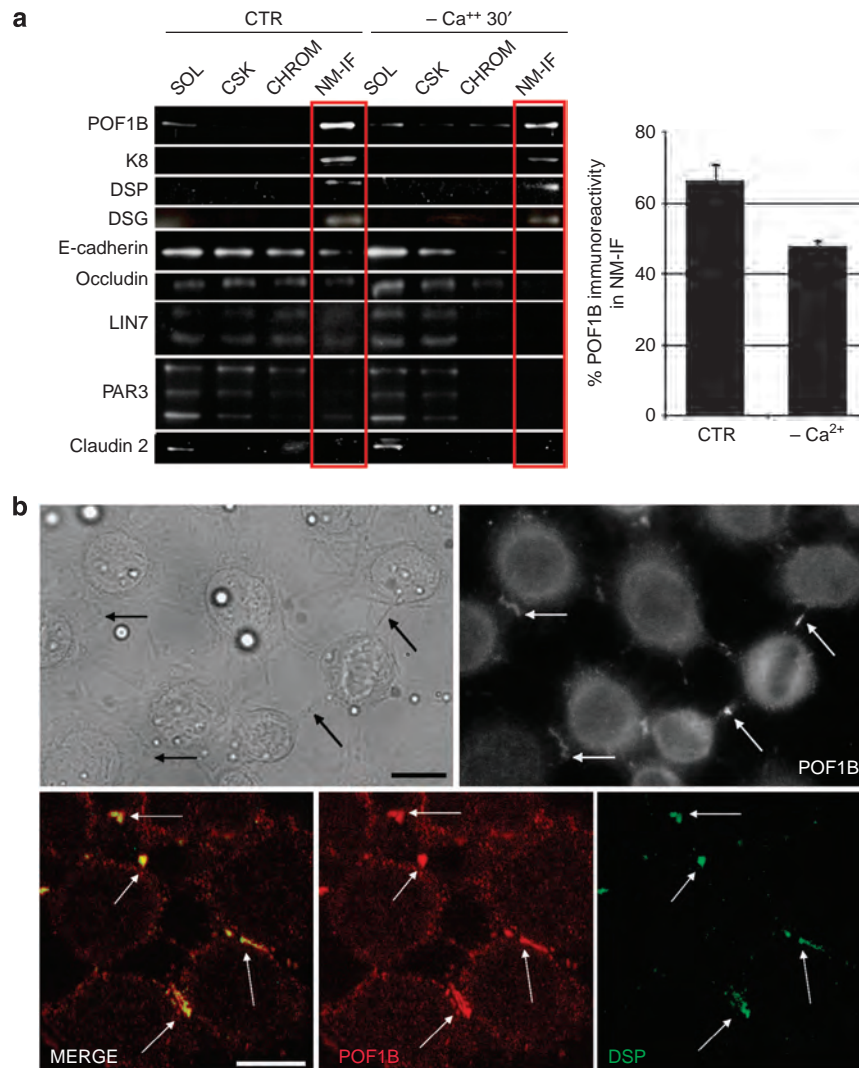 a
CTR
– Ca⁺⁺ 30′
SOL CSK CHROM NM-IF SOL CSK CHROM NM-IF
POF1B
K8
DSP
DSG
E-cadherin
Occludin
LIN7
PAR3
Claudin 2
% POF1B immunoreactivity
in NM-IF
80
60
40
20
0
CTR
– Ca²⁺
b
POF1B
MERGE
POF1B
DSP